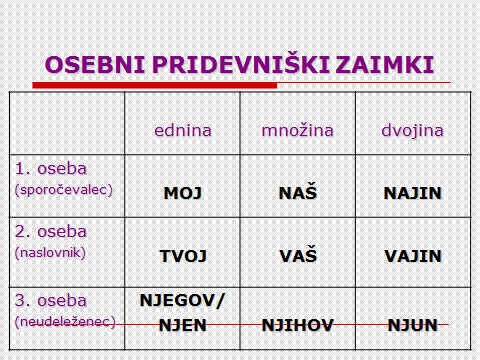 OSEBNI PRIDEVNIŠKI ZAIMKI
ednina množina dvojina
1. oseba
(sporočevalec) MOJ NAŠ NAJIN
2. oseba
(naslovnik) TVOJ VAŠ VAJIN
3. oseba NJEGOV/
(neudeleženec) NJEN NJIHOV NJUN